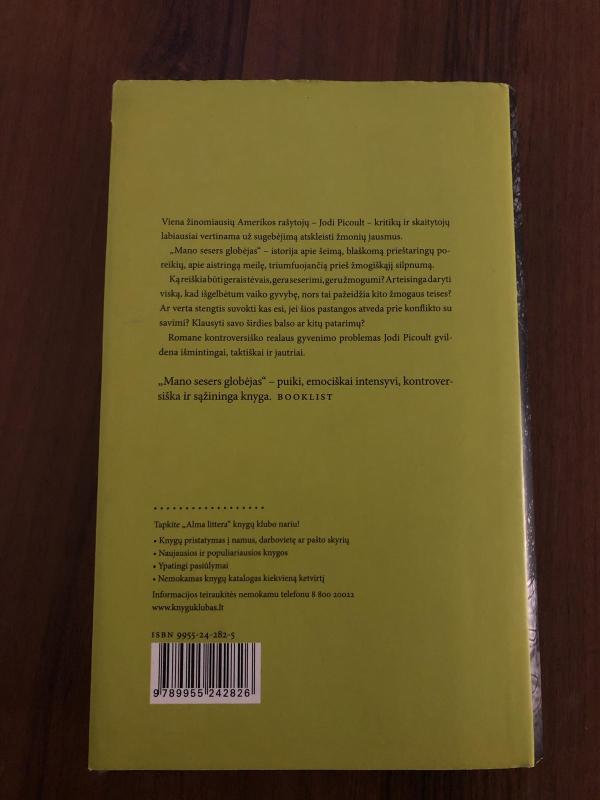 Viena žinomiausių Amerikos rašytojų – Jodi Picoult – kritikų ir skaitytojų
labiausiai vertinama už sugebėjimą atskleisti žmonių jausmus.
„Mano sesers globėjas“ – istorija apie šeimą, blaškomą prieštaringų po-
reikių, apie aistringą meilę, triumfuojančią prieš žmogiškąjį silpnumą.
Ką reiškia būti gerais tėvais, gera seserimi, geru žmogumi? Ar teisinga daryti
viską, kad išgelbėtum vaiko gyvybę, nors tai pažeidžia kito žmogaus teises?
Ar verta stengtis suvokti kas esi, jei šios pastangos atveda prie konflikto su
savimi? Klausyti savo širdies balso ar kitų patarimų?
Romane kontroversiško realaus gyvenimo problemas Jodi Picoult gvil-
dena išmintingai, taktiškai ir jautriai.
„Mano sesers globėjas“ – puiki, emociškai intensyvi, kontrover-
siška ir sąžininga knyga. BOOKLIST
Tapkite „Alma littera“ knygų klubo nariu!
• Knygų pristatymas į namus, darbovietę ar pašto skyrių
• Naujausios ir populiariausios knygos
• Ypatingi pasiūlymai
• Nemokamas knygų katalogas kiekvieną ketvirtį
Informacijos teiraukitės nemokamu telefonu 8 800 20022
www.knyguklubas.lt
ISBN 9955-24-282-5
9789955242826